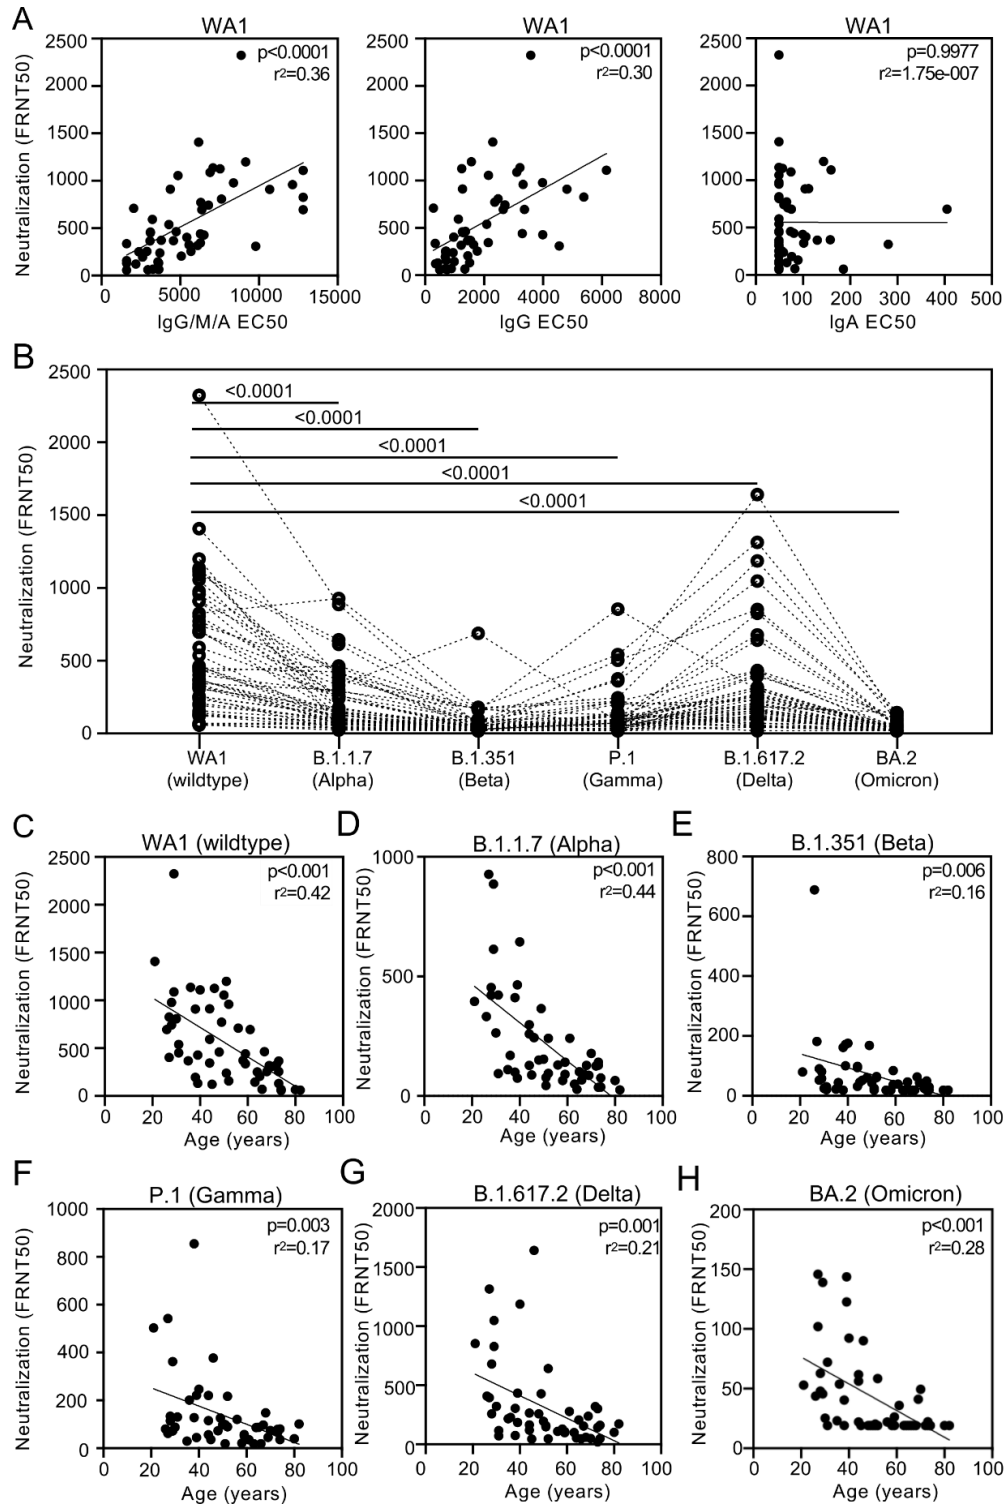 A
WA1
WA1
WA1
2500
2000
1500
1000
500
0
Neutralization (FRNT50)
p<0.0001
r2=0.36
0
5000
10000
15000
IgG/M/A EC50
2500
2000
1500
1000
500
0
p<0.0001
r2=0.30
0
2000
4000
6000
8000
IgG EC50
2500
2000
1500
1000
500
0
p=0.9977
r2=1.75e-007
0
100
200
300
400
500
IgA EC50
B
2500
2000
1500
1000
500
0
Neutralization (FRNT50)
<0.0001
<0.0001
<0.0001
<0.0001
<0.0001
WA1
(wildtype)
B.1.1.7
(Alpha)
B.1.351
(Beta)
P.1
(Gamma)
B.1.617.2
(Delta)
BA.2
(Omicron)
C
WA1 (wildtype)
2500
2000
1500
1000
500
0
Neutralization (FRNT50)
p<0.001
r2=0.42
0
20
40
60
80
100
Age (years)
D
B.1.1.7 (Alpha)
1000
500
0
Neutralization (FRNT50)
p<0.001
r2=0.44
0
20
40
60
80
100
Age (years)
E
B.1.351 (Beta)
800
600
400
200
0
Neutralization (FRNT50)
p=0.006
r2=0.16
0
20
40
60
80
100
Age (years)
F
P.1 (Gamma)
1000
800
600
400
200
0
Neutralization (FRNT50)
p=0.003
r2=0.17
0
20
40
60
80
100
Age (years)
G
B.1.617.2 (Delta)
2000
1500
1000
500
0
Neutralization (FRNT50)
p=0.001
r2=0.21
0
20
40
60
80
100
Age (years)
H
BA.2 (Omicron)
200
150
100
50
0
Neutralization (FRNT50)
p<0.001
r2=0.28
0
20
40
60
80
100
Age (years)